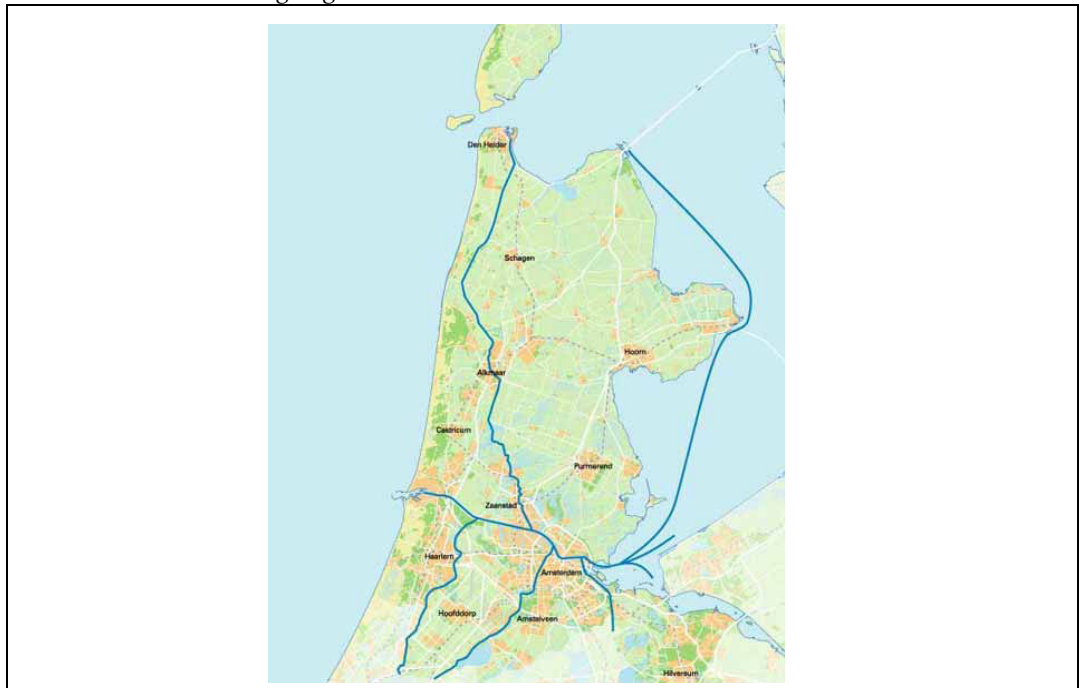 Den Helder
Schagen
Hoorn
Alkmaar
Castricum
Purmerend
Zaanstad
Haarlem
Amsterdam
Hoofddorp
Amstelveen
Hilversum